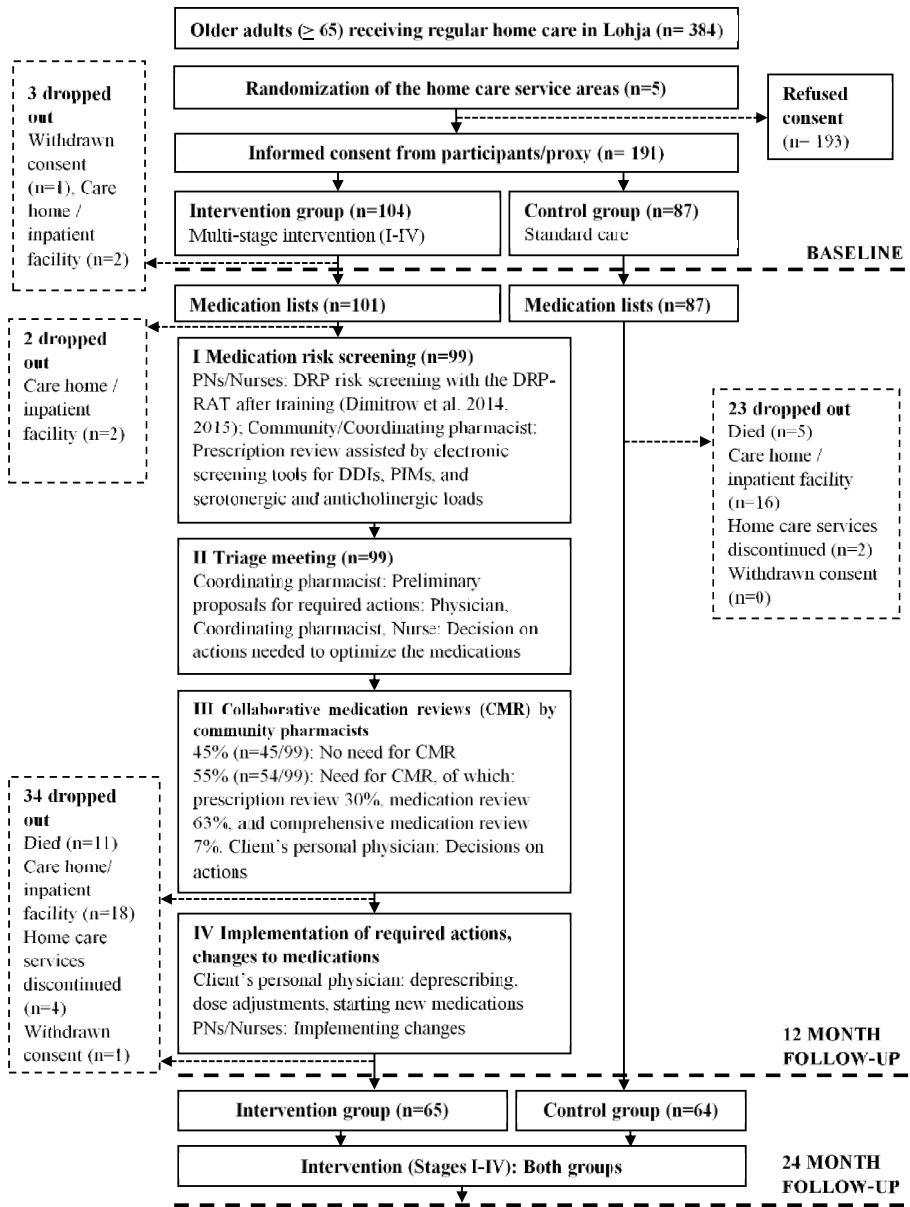 Older adults (≥ 65) receiving regular home care in Lohja (n= 384)
3 dropped
out
Withdrawn
consent
(n=1), Care
home /
inpatient
facility (n=2)
Randomization of the home care service areas (n=5)
Refused
consent
(n= 193)
Informed consent from participants/proxy (n= 191)
Intervention group (n=104)
Multi-stage intervention (I-IV)
Control group (n=87)
Standard care
BASELINE
Medication lists (n=101)
Medication lists (n=87)
2 dropped
out
Care home /
inpatient
facility (n=2)
I Medication risk screening (n=99)
PNs/Nurses: DRP risk screening with the DRP-
RAT after training (Dimitrow et al. 2014,
2015); Community/Coordinating pharmacist:
Prescription review assisted by electronic
screening tools for DDIs, PIMs, and
serotonergic and anticholinergic loads
23 dropped out
Died (n=5)
Care home /
inpatient facility
(n=16)
Home care services
discontinued (n=2)
Withdrawn consent
(n=0)
II Triage meeting (n=99)
Coordinating pharmacist: Preliminary
proposals for required actions: Physician,
Coordinating pharmacist, Nurse: Decision on
actions needed to optimize the medications
III Collaborative medication reviews (CMR) by
community pharmacists
45% (n=45/99): No need for CMR
55% (n=54/99): Need for CMR, of which:
prescription review 30%, medication review
63%, and comprehensive medication review
7%. Client's personal physician: Decisions on
actions
34 dropped
out
Died (n=11)
Care home/
inpatient
facility (n=18)
Home care
services
discontinued
(n=4)
Withdrawn
consent (n=1)
IV Implementation of required actions,
changes to medications
Client's personal physician: deprescribing,
dose adjustments, starting new medications
PNs/Nurses: Implementing changes
12 MONTH
FOLLOW-UP
Intervention group (n=65)
Control group (n=64)
Intervention (Stages I-IV): Both groups
24 MONTH
FOLLOW-UP